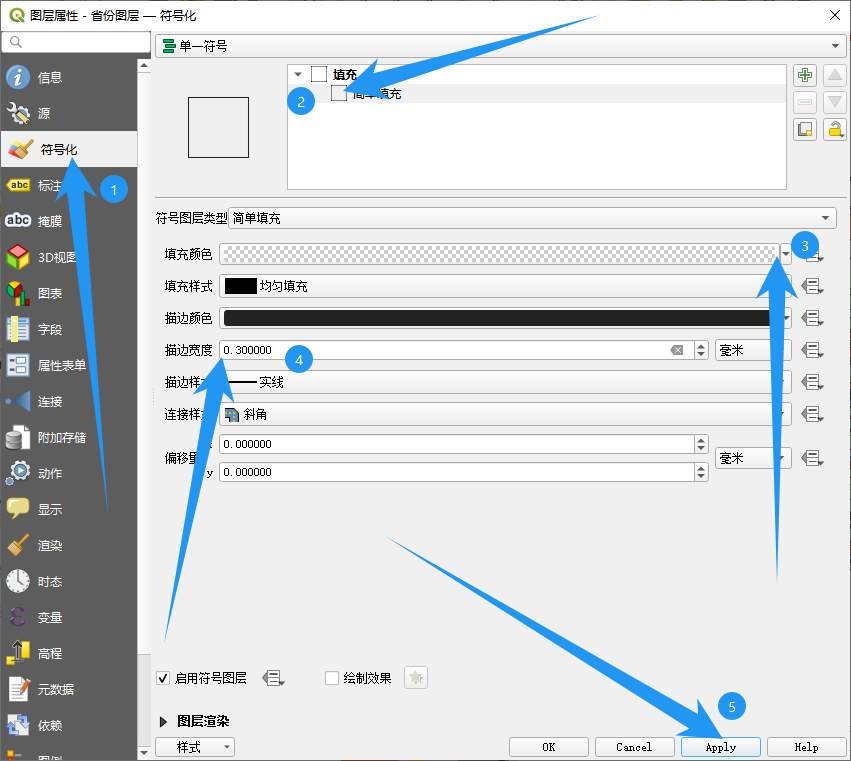 图层属性 - 省份图层 — 符号化
单一符号
信息
源
符号化
abc 标注
abc 掩膜
3D视图
图表
字段
属性表单
连接
附加存储
动作
显示
渲染
时态
变量
高程
元数据
依赖
图例
1
填充
简单填充
2
符号图层类型 简单填充
填充颜色
3
填充样式 均匀填充
描边颜色
描边宽度 0.300000 毫米
4
描边样 实线
连接样 斜角
0.000000
偏移量 毫米
y 0.000000
启用符号图层 绘制效果
图层渲染
5
样式 OK Cancel Apply Help